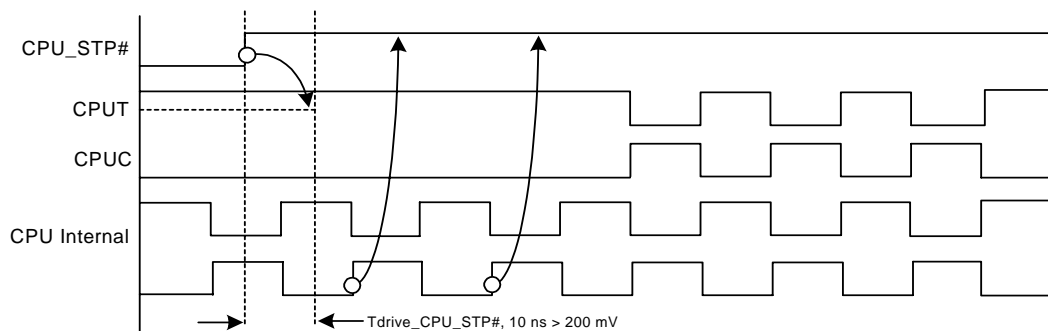 CPU_STP#
CPUT
CPUC
CPU Internal
Tdrive_CPU_STP#, 10 ns > 200 mV